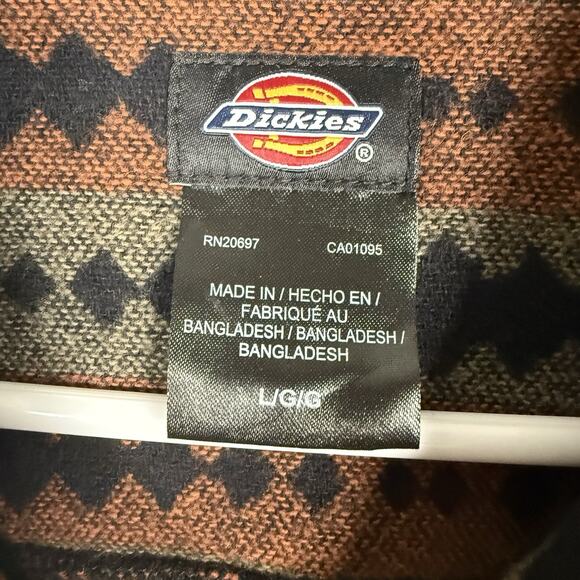 Dickies
®
RN20697 CA01095
MADE IN / HECHO EN /
FABRIQUÉ AU
BANGLADESH / BANGLADESH /
BANGLADESH
L/G/G